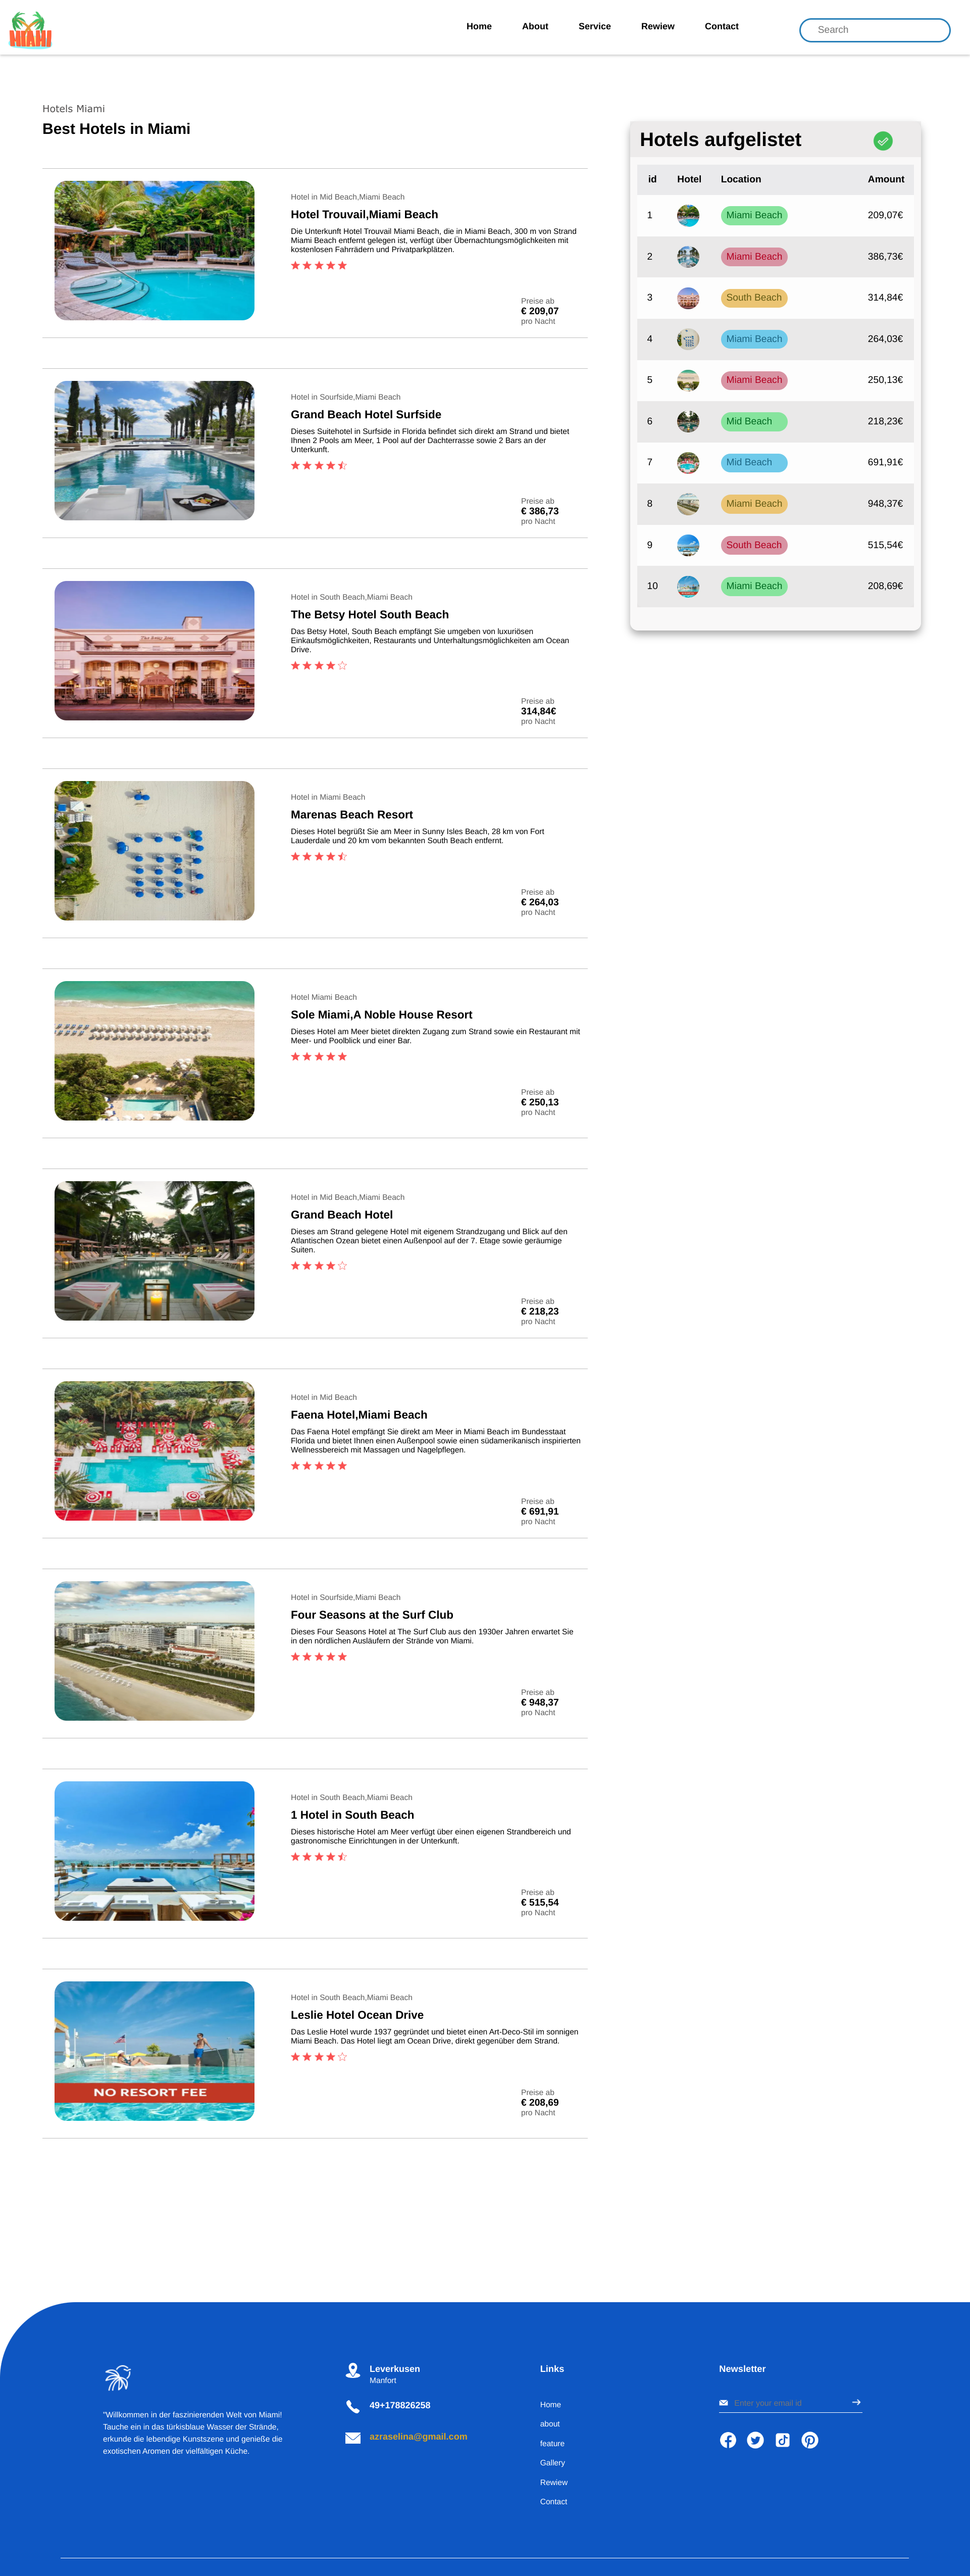 MIAMI
Home About Service Rewiew Contact
Search
Hotels Miami
Best Hotels in Miami
Hotel in Mid Beach,Miami Beach
Hotel Trouvail,Miami Beach
Die Unterkunft Hotel Trouvail Miami Beach, die in Miami Beach, 300 m von Strand
Miami Beach entfernt gelegen ist, verfügt über Übernachtungsmöglichkeiten mit
kostenlosen Fahrrädern und Privatparkplätzen.
Preise ab
€ 209,07
pro Nacht
Hotel in Sourfside,Miami Beach
Grand Beach Hotel Surfside
Dieses Suitehotel in Surfside in Florida befindet sich direkt am Strand und bietet
Ihnen 2 Pools am Meer, 1 Pool auf der Dachterrasse sowie 2 Bars an der
Unterkunft.
Preise ab
€ 386,73
pro Nacht
Hotel in South Beach,Miami Beach
The Betsy Hotel South Beach
Das Betsy Hotel, South Beach empfängt Sie umgeben von luxuriösen
Einkaufsmöglichkeiten, Restaurants und Unterhaltungsmöglichkeiten am Ocean
Drive.
Preise ab
314,84€
pro Nacht
Hotel in Miami Beach
Marenas Beach Resort
Dieses Hotel begrüßt Sie am Meer in Sunny Isles Beach, 28 km von Fort
Lauderdale und 20 km vom bekannten South Beach entfernt.
Preise ab
€ 264,03
pro Nacht
Hotel Miami Beach
Sole Miami,A Noble House Resort
Dieses Hotel am Meer bietet direkten Zugang zum Strand sowie ein Restaurant mit
Meer- und Poolblick und einer Bar.
Preise ab
€ 250,13
pro Nacht
Hotel in Mid Beach,Miami Beach
Grand Beach Hotel
Dieses am Strand gelegene Hotel mit eigenem Strandzugang und Blick auf den
Atlantischen Ozean bietet einen Außenpool auf der 7. Etage sowie geräumige
Suiten.
Preise ab
€ 218,23
pro Nacht
Hotel in Mid Beach
Faena Hotel,Miami Beach
Das Faena Hotel empfängt Sie direkt am Meer in Miami Beach im Bundesstaat
Florida und bietet Ihnen einen Außenpool sowie einen südamerikanisch inspirierten
Wellnessbereich mit Massagen und Nagelpflegen.
Preise ab
€ 691,91
pro Nacht
Hotel in Sourfside,Miami Beach
Four Seasons at the Surf Club
Dieses Four Seasons Hotel at The Surf Club aus den 1930er Jahren erwartet Sie
in den nördlichen Ausläufern der Strände von Miami.
Preise ab
€ 948,37
pro Nacht
Hotel in South Beach,Miami Beach
1 Hotel in South Beach
Dieses historische Hotel am Meer verfügt über einen eigenen Strandbereich und
gastronomische Einrichtungen in der Unterkunft.
Preise ab
€ 515,54
pro Nacht
NO RESORT FEE
Hotel in South Beach,Miami Beach
Leslie Hotel Ocean Drive
Das Leslie Hotel wurde 1937 gegründet und bietet einen Art-Deco-Stil im sonnigen
Miami Beach. Das Hotel liegt am Ocean Drive, direkt gegenüber dem Strand.
Preise ab
€ 208,69
pro Nacht
Hotels aufgelistet
id Hotel Location Amount
1 Miami Beach 209,07€
2 Miami Beach 386,73€
3 South Beach 314,84€
4 Miami Beach 264,03€
5 Miami Beach 250,13€
6 Mid Beach 218,23€
7 Mid Beach 691,91€
8 Miami Beach 948,37€
9 South Beach 515,54€
10 Miami Beach 208,69€
"Willkommen in der faszinierenden Welt von Miami!
Tauche ein in das türkisblaue Wasser der Strände,
erkunde die lebendige Kunstszene und genieße die
exotischen Aromen der vielfältigen Küche.
Leverkusen
Manfort
49+178826258
azraselina@gmail.com
Links
Home
about
feature
Gallery
Rewiew
Contact
Newsletter
Enter your email id